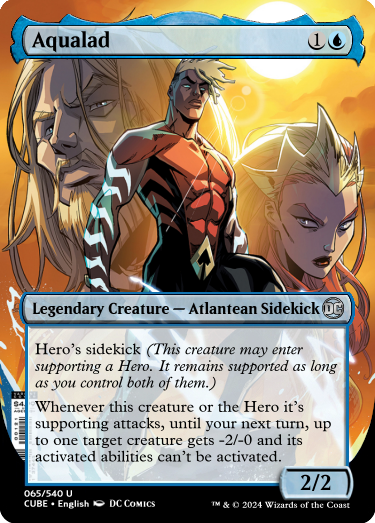 Aqualad 1
Legendary Creature — Atlantean Sidekick DC
Hero's sidekick (This creature may enter
supporting a Hero. It remains supported as long
as you control both of them.)
Whenever this creature or the Hero it's
supporting attacks, until your next turn, up
to one target creature gets -2/-0 and its
activated abilities can't be activated.
2/2
065/540 U
CUBE • English DC COMICS
™ & © 2024 Wizards of the Coast